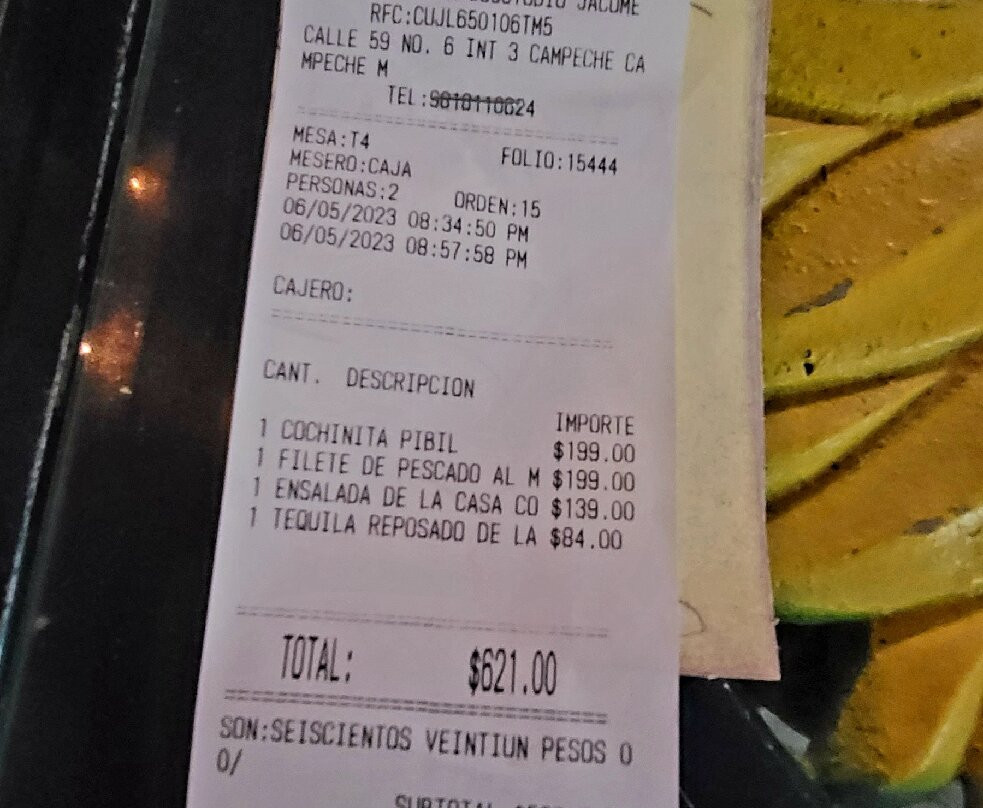 JACOME
RFC:CUJL650106TM5
CALLE 59 NO. 6 INT 3 CAMPECHE CA
MPECHE M
TEL:9818110624
MESA:T4 FOLIO:15444
MESERO:CAJA
PERSONAS:2 ORDEN:15
06/05/2023 08:34:50 PM
06/05/2023 08:57:58 PM
CAJERO:
CANT. DESCRIPCION
IMPORTE
1 COCHINITA PIBIL $199.00
1 FILETE DE PESCADO AL M $199.00
1 ENSALADA DE LA CASA CO $139.00
1 TEQUILA REPOSADO DE LA $84.00
TOTAL: $621.00
SON:SEISCIENTOS VEINTIUN PESOS 0
0/
SUBTOTAL